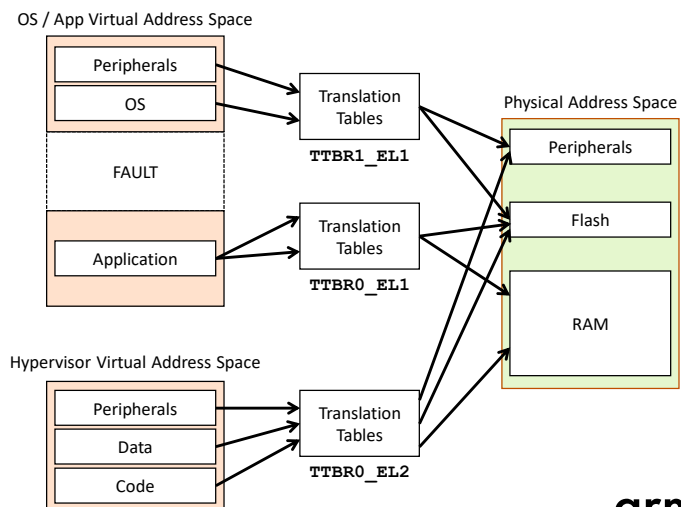 OS / App Virtual Address Space
Peripherals
OS
FAULT
Application
Translation
Tables
TTBR1_EL1
Translation
Tables
TTBR0_EL1
Physical Address Space
Peripherals
Flash
RAM
Hypervisor Virtual Address Space
Peripherals
Data
Code
Translation
Tables
TTBR0_EL2